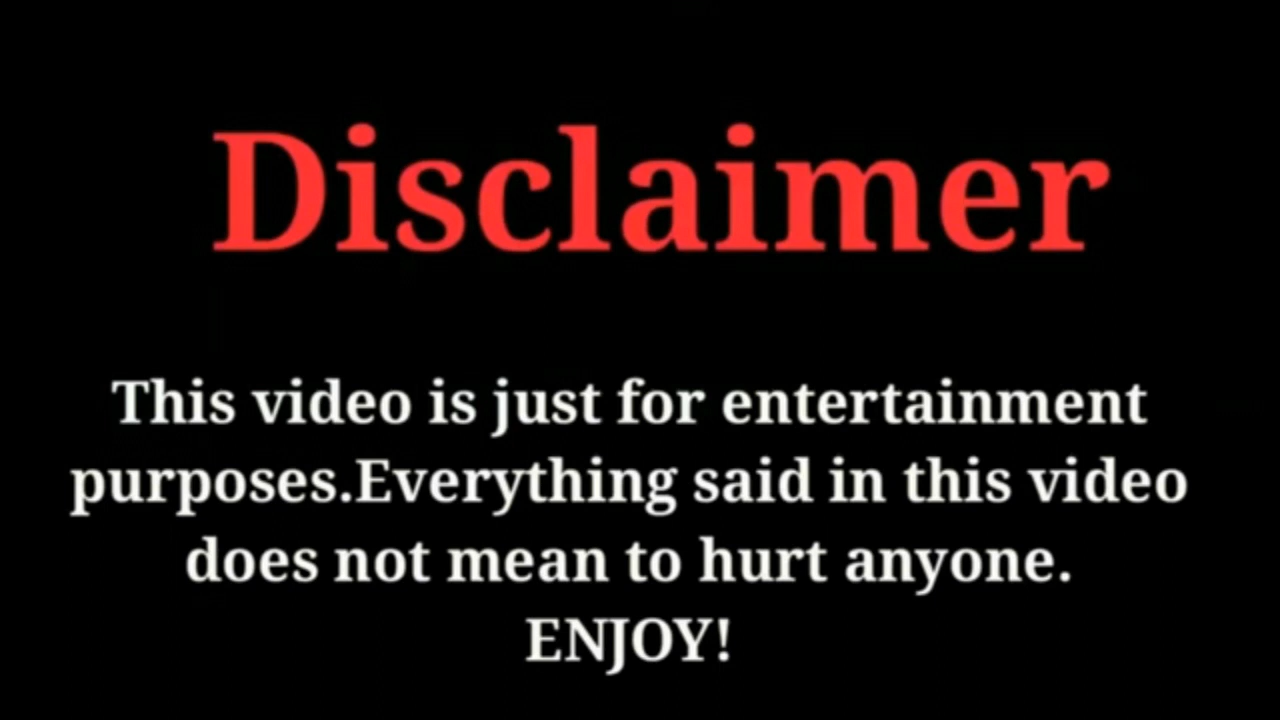 Disclaimer
This video is just for entertainment
purposes.Everything said in this video
does not mean to hurt anyone.
ENJOY!